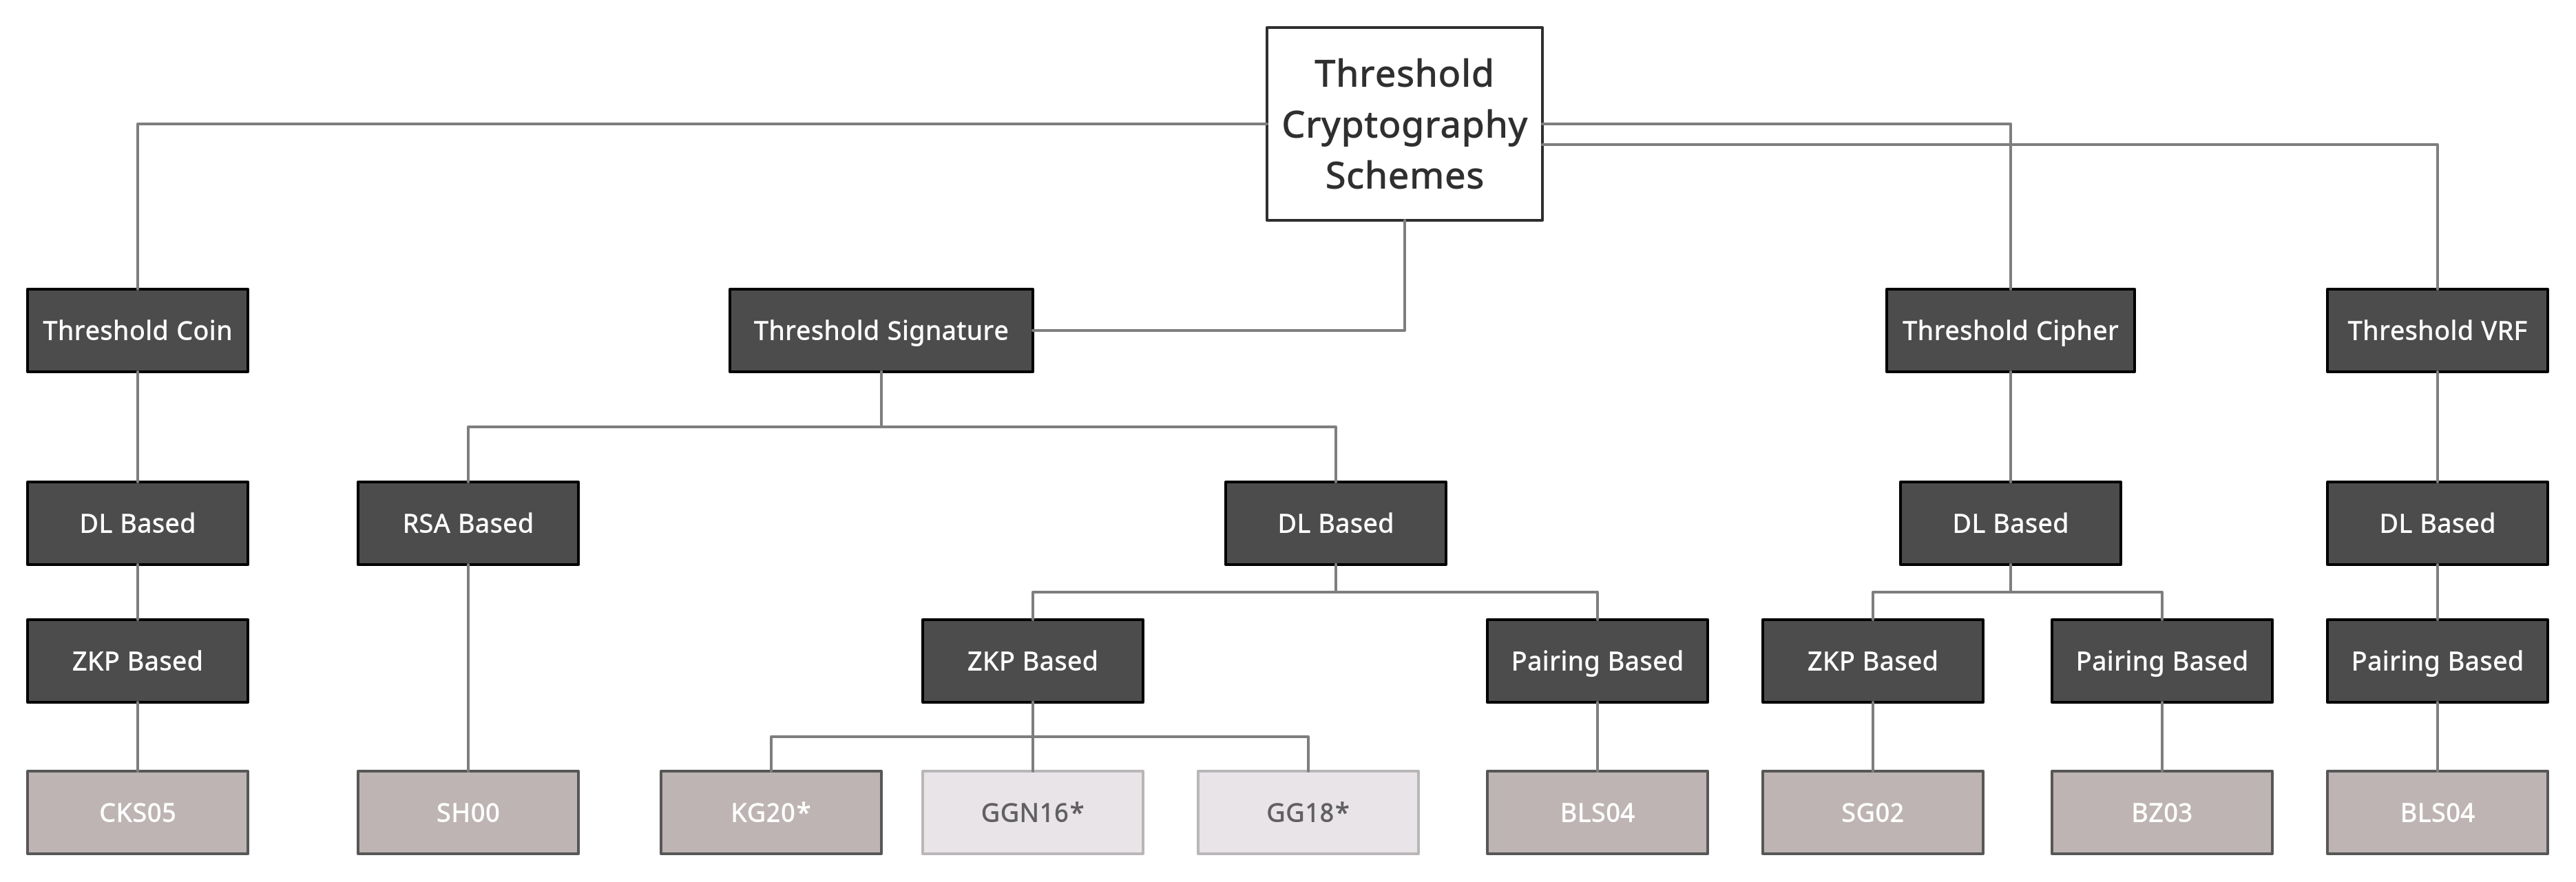 Threshold
Cryptography
Schemes
Threshold Coin
Threshold Signature
Threshold Cipher
Threshold VRF
DL Based
RSA Based
DL Based
DL Based
DL Based
ZKP Based
ZKP Based
Pairing Based
ZKP Based
Pairing Based
Pairing Based
CKS05
SH00
KG20*
GGN16*
GG18*
BLS04
SG02
BZ03
BLS04